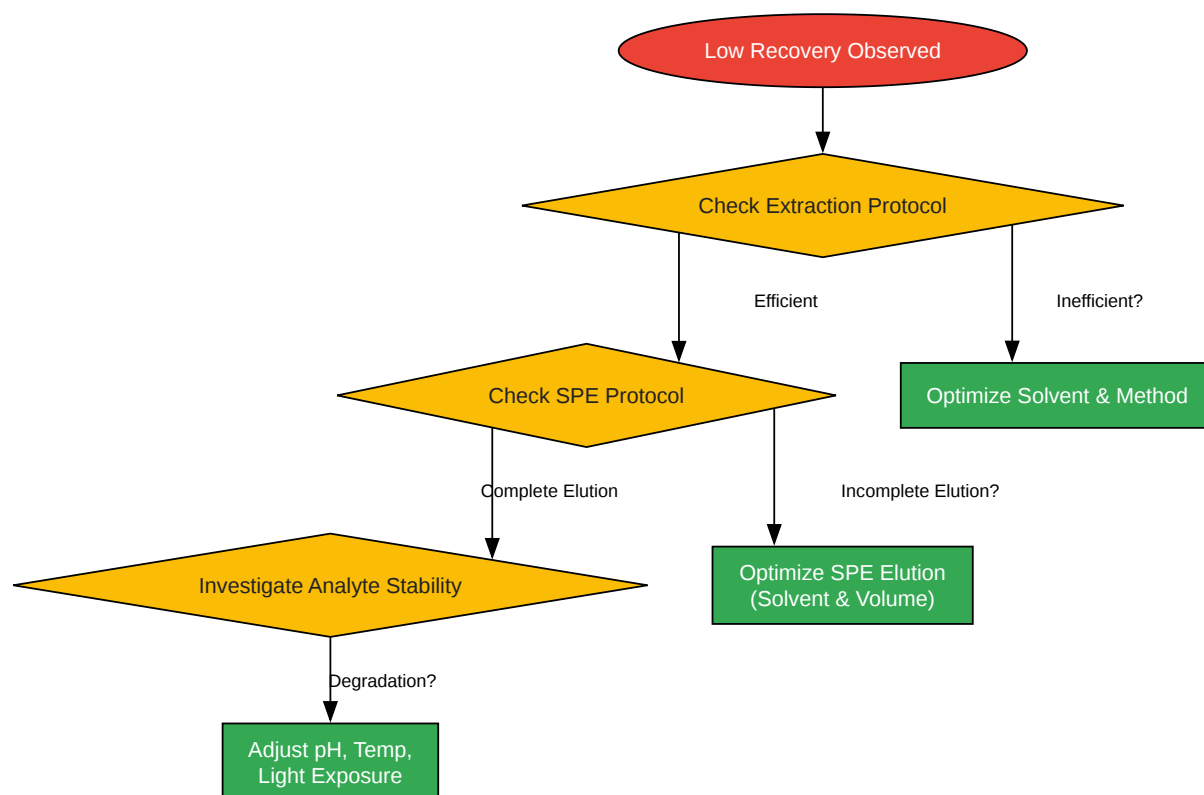 Low Recovery Observed
Check Extraction Protocol
Efficient
Inefficient?
Check SPE Protocol
Optimize Solvent & Method
Complete Elution
Incomplete Elution?
Investigate Analyte Stability
Optimize SPE Elution
(Solvent & Volume)
Degradation?
Adjust pH, Temp,
Light Exposure